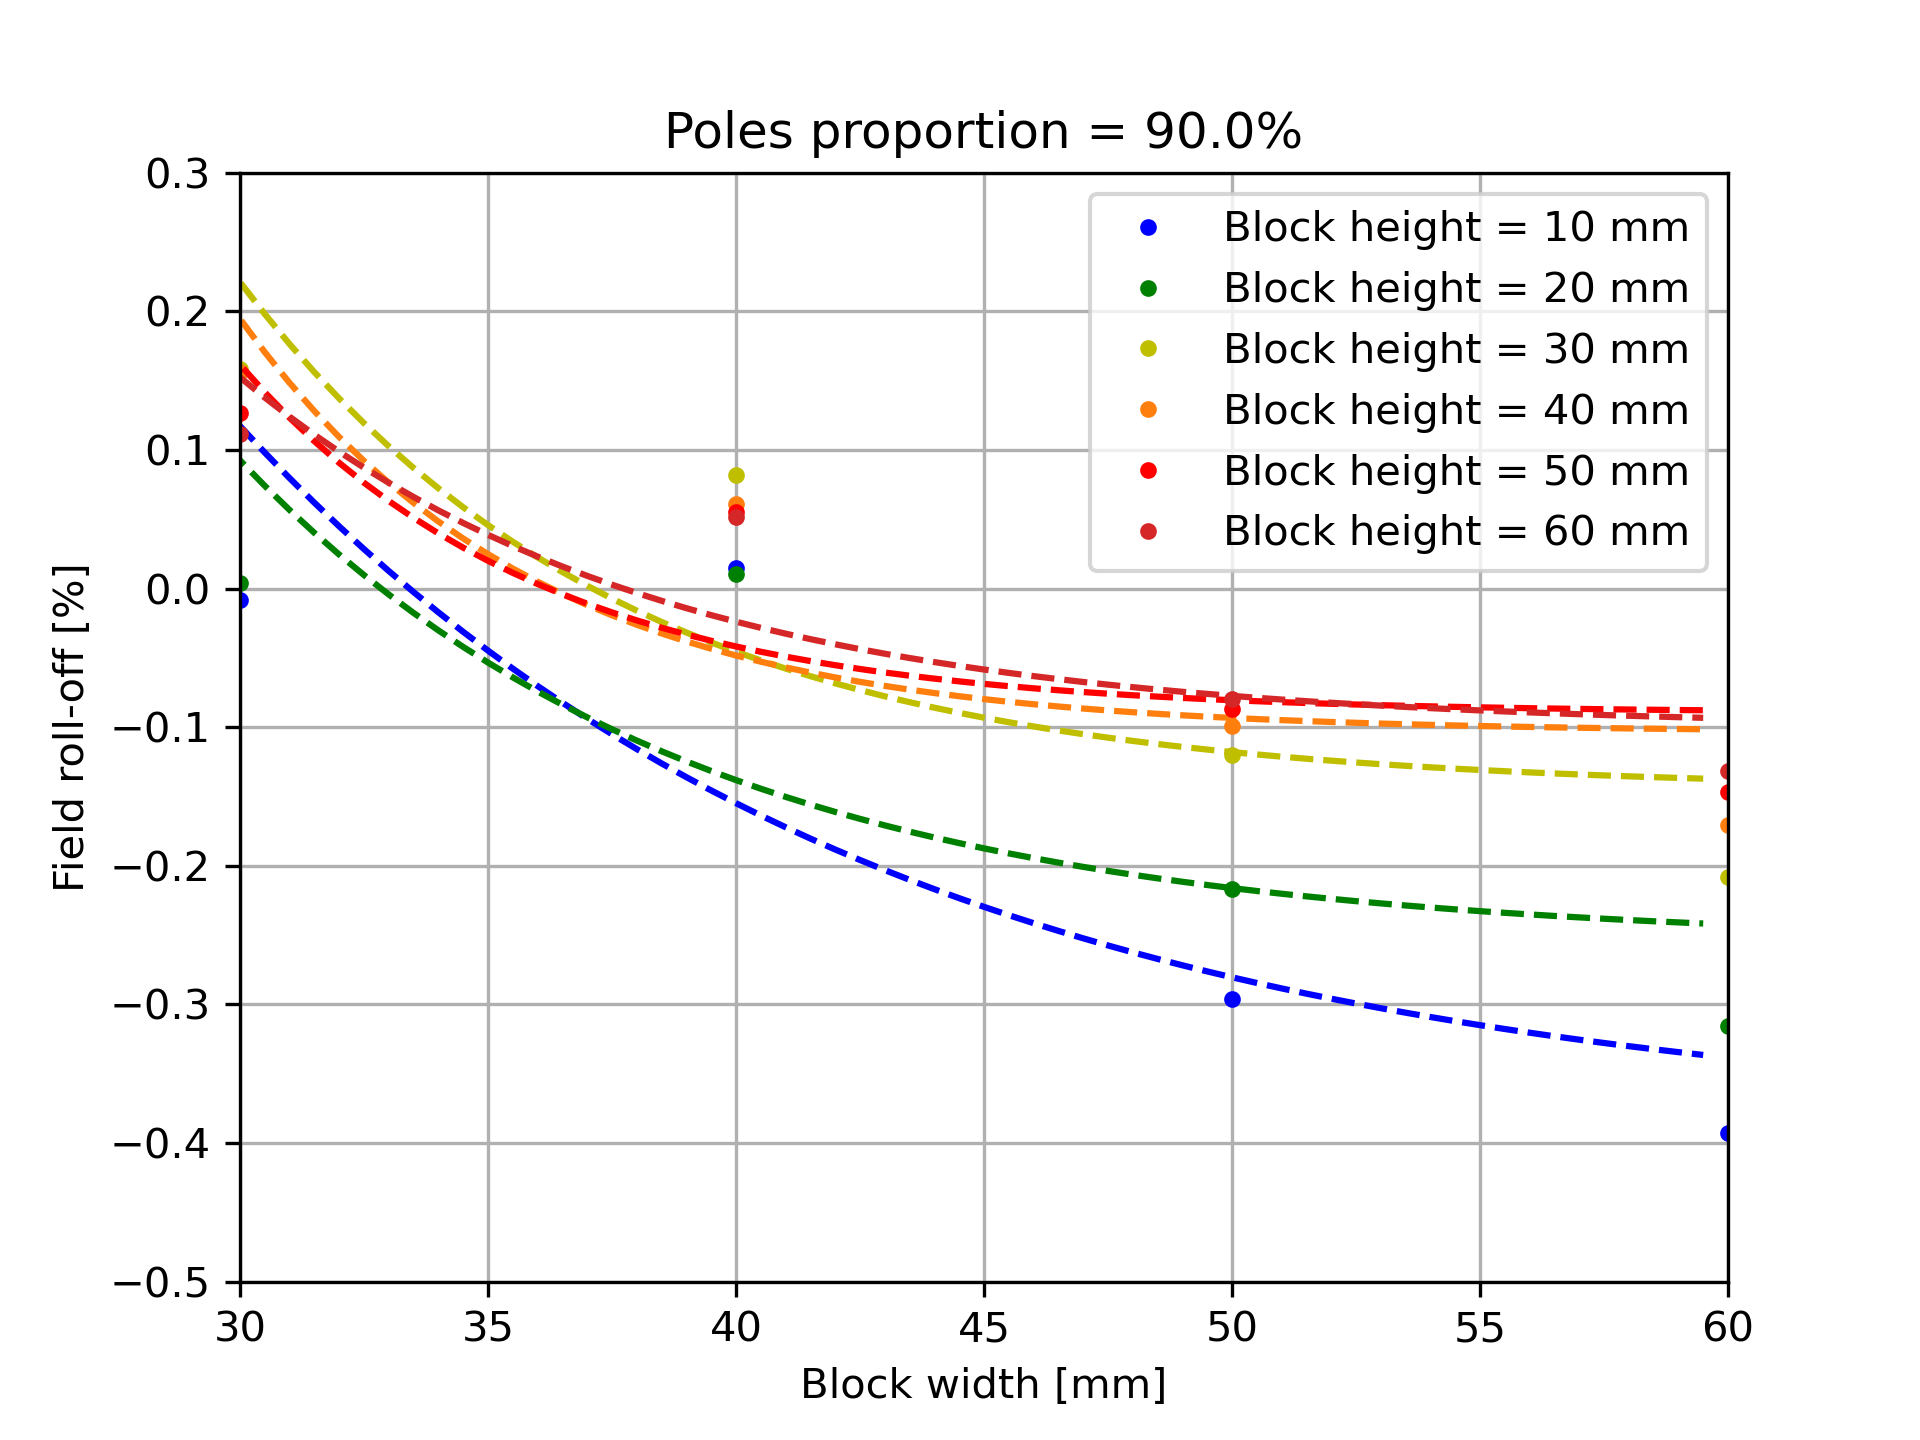 Poles proportion = 90.0%
0.3
0.2
0.1
0.0
−0.1
−0.2
−0.3
−0.4
−0.5
Field roll-off [%]
Block height = 10 mm
Block height = 20 mm
Block height = 30 mm
Block height = 40 mm
Block height = 50 mm
Block height = 60 mm
30 35 40 45 50 55 60
Block width [mm]